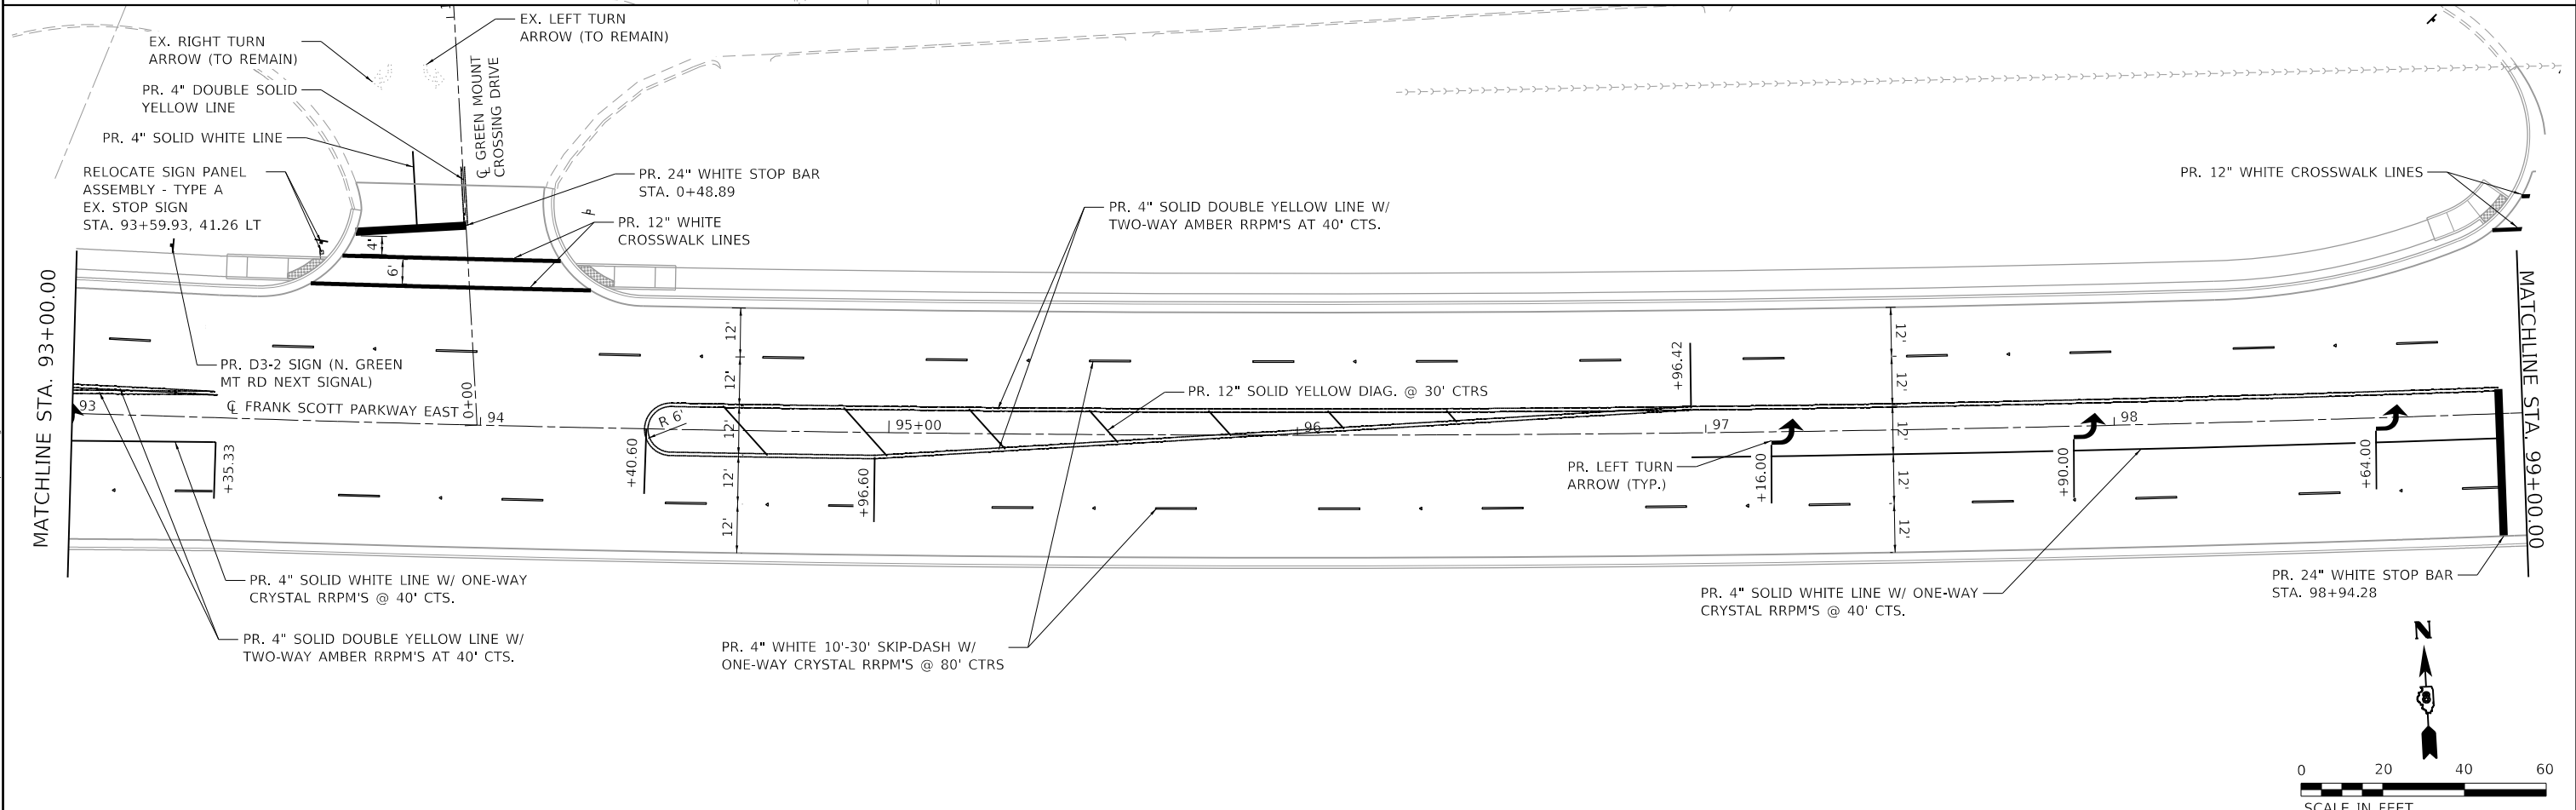 EX. LEFT TURN
ARROW (TO REMAIN)
EX. RIGHT TURN
ARROW (TO REMAIN)
PR. 4" DOUBLE SOLID
YELLOW LINE
PR. 4" SOLID WHITE LINE
RELOCATE SIGN PANEL
ASSEMBLY - TYPE A
EX. STOP SIGN
STA. 93+59.93, 41.26 LT
℄ GREEN MOUNT
CROSSING DRIVE
PR. 24" WHITE STOP BAR
STA. 0+48.89
PR. 12" WHITE
CROSSWALK LINES
4'
6'
PR. 4" SOLID DOUBLE YELLOW LINE W/
TWO-WAY AMBER RRPM'S AT 40' CTS.
PR. 12" WHITE CROSSWALK LINES
MATCHLINE STA. 93+00.00
PR. D3-2 SIGN (N. GREEN
MT RD NEXT SIGNAL)
93
℄ FRANK SCOTT PARKWAY EAST
0+00
94
+35.33
+40.60
R 6'
12'
12'
12'
12'
12'
+96.60
95+00
PR. 12" SOLID YELLOW DIAG. @ 30' CTRS
96
+96.42
97
PR. LEFT TURN
ARROW (TYP.)
+16.00
12'
12'
12'
12'
12'
+90.00
98
+64.00
MATCHLINE STA. 99+00.00
PR. 4" SOLID WHITE LINE W/ ONE-WAY
CRYSTAL RRPM'S @ 40' CTS.
PR. 4" SOLID DOUBLE YELLOW LINE W/
TWO-WAY AMBER RRPM'S AT 40' CTS.
PR. 4" WHITE 10'-30' SKIP-DASH W/
ONE-WAY CRYSTAL RRPM'S @ 80' CTRS
PR. 4" SOLID WHITE LINE W/ ONE-WAY
CRYSTAL RRPM'S @ 40' CTS.
PR. 24" WHITE STOP BAR
STA. 98+94.28
N
8
0 20 40 60
SCALE IN FEET